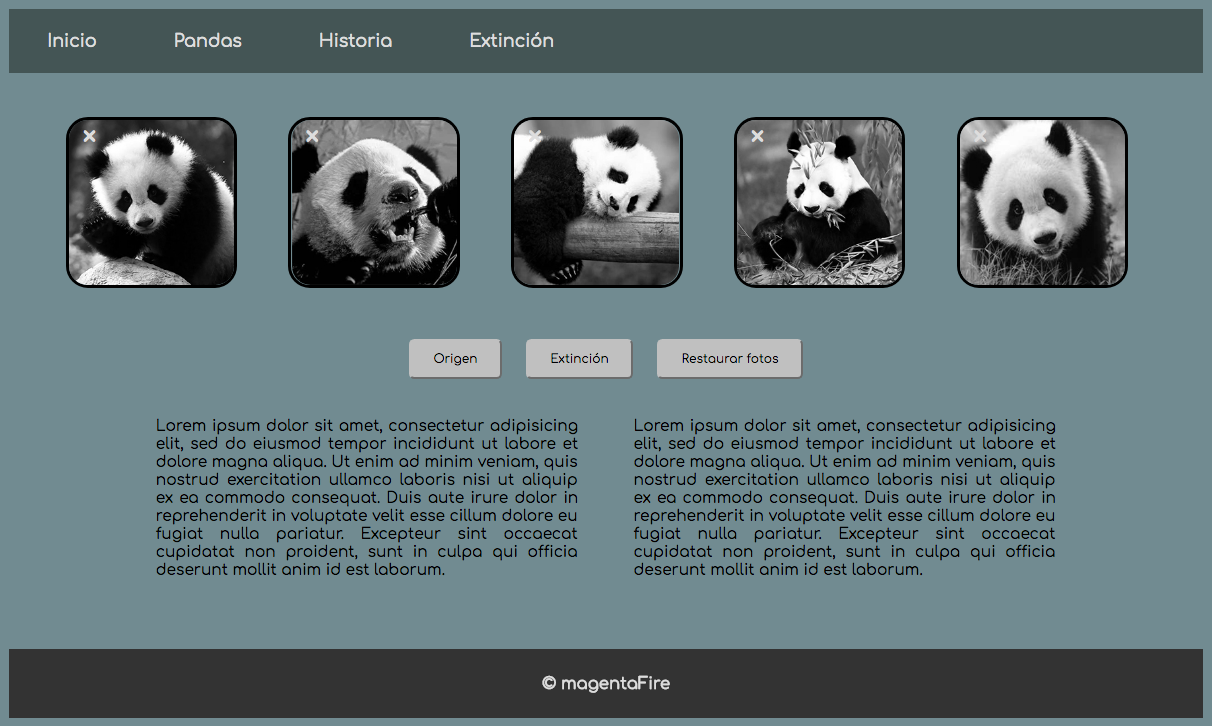 Inicio Pandas Historia Extinción
× × × × ×
Origen Extinción Restaurar fotos
Lorem ipsum dolor sit amet, consectetur adipisicing
elit, sed do eiusmod tempor incididunt ut labore et
dolore magna aliqua. Ut enim ad minim veniam, quis
nostrud exercitation ullamco laboris nisi ut aliquip
ex ea commodo consequat. Duis aute irure dolor in
reprehenderit in voluptate velit esse cillum dolore eu
fugiat nulla pariatur. Excepteur sint occaecat
cupidatat non proident, sunt in culpa qui officia
deserunt mollit anim id est laborum.
Lorem ipsum dolor sit amet, consectetur adipisicing
elit, sed do eiusmod tempor incididunt ut labore et
dolore magna aliqua. Ut enim ad minim veniam, quis
nostrud exercitation ullamco laboris nisi ut aliquip
ex ea commodo consequat. Duis aute irure dolor in
reprehenderit in voluptate velit esse cillum dolore eu
fugiat nulla pariatur. Excepteur sint occaecat
cupidatat non proident, sunt in culpa qui officia
deserunt mollit anim id est laborum.
© magentaFire